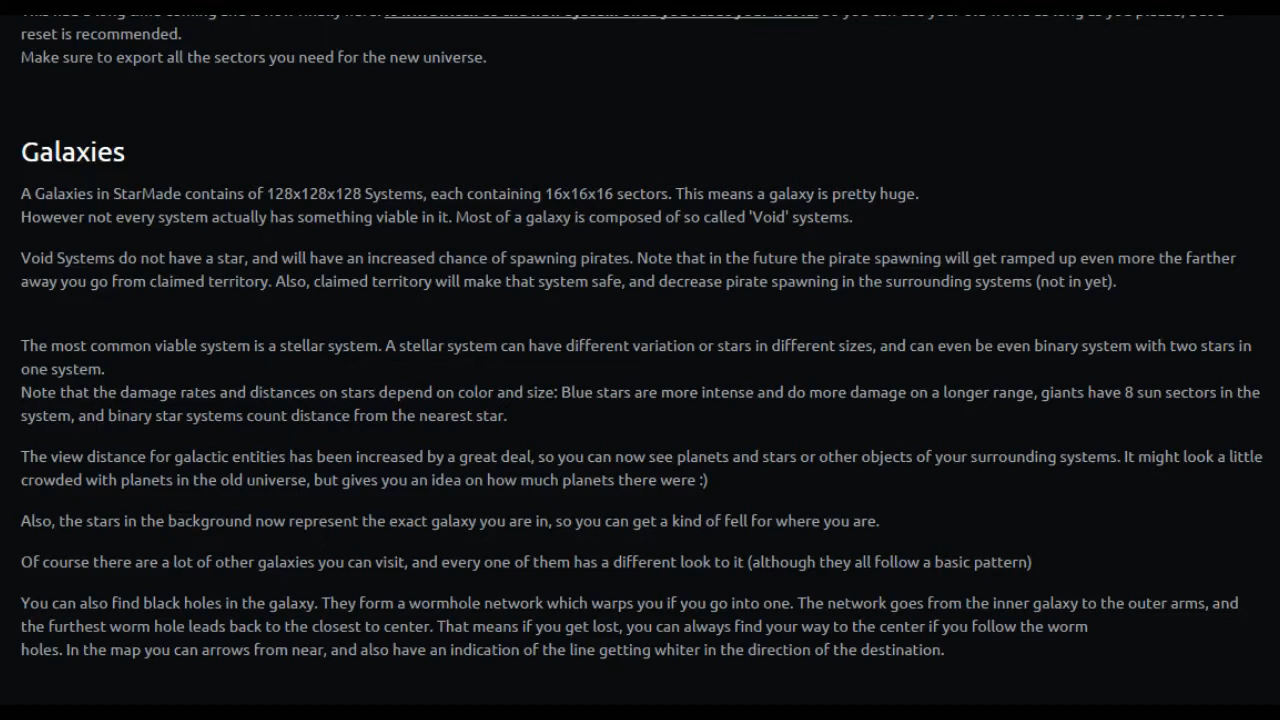 reset is recommended.
Make sure to export all the sectors you need for the new universe.
Galaxies
A Galaxies in StarMade contains of 128x128x128 Systems, each containing 16x16x16 sectors. This means a galaxy is pretty huge.
However not every system actually has something viable in it. Most of a galaxy is composed of so called 'Void' systems.
Void Systems do not have a star, and will have an increased chance of spawning pirates. Note that in the future the pirate spawning will get ramped up even more the farther
away you go from claimed territory. Also, claimed territory will make that system safe, and decrease pirate spawning in the surrounding systems (not in yet).
The most common viable system is a stellar system. A stellar system can have different variation or stars in different sizes, and can even be even binary system with two stars in
one system.
Note that the damage rates and distances on stars depend on color and size: Blue stars are more intense and do more damage on a longer range, giants have 8 sun sectors in the
system, and binary star systems count distance from the nearest star.
The view distance for galactic entities has been increased by a great deal, so you can now see planets and stars or other objects of your surrounding systems. It might look a little
crowded with planets in the old universe, but gives you an idea on how much planets there were :)
Also, the stars in the background now represent the exact galaxy you are in, so you can get a kind of fell for where you are.
Of course there are a lot of other galaxies you can visit, and every one of them has a different look to it (although they all follow a basic pattern)
You can also find black holes in the galaxy. They form a wormhole network which warps you if you go into one. The network goes from the inner galaxy to the outer arms, and
the furthest worm hole leads back to the closest to center. That means if you get lost, you can always find your way to the center if you follow the worm
holes. In the map you can arrows from near, and also have an indication of the line getting whiter in the direction of the destination.